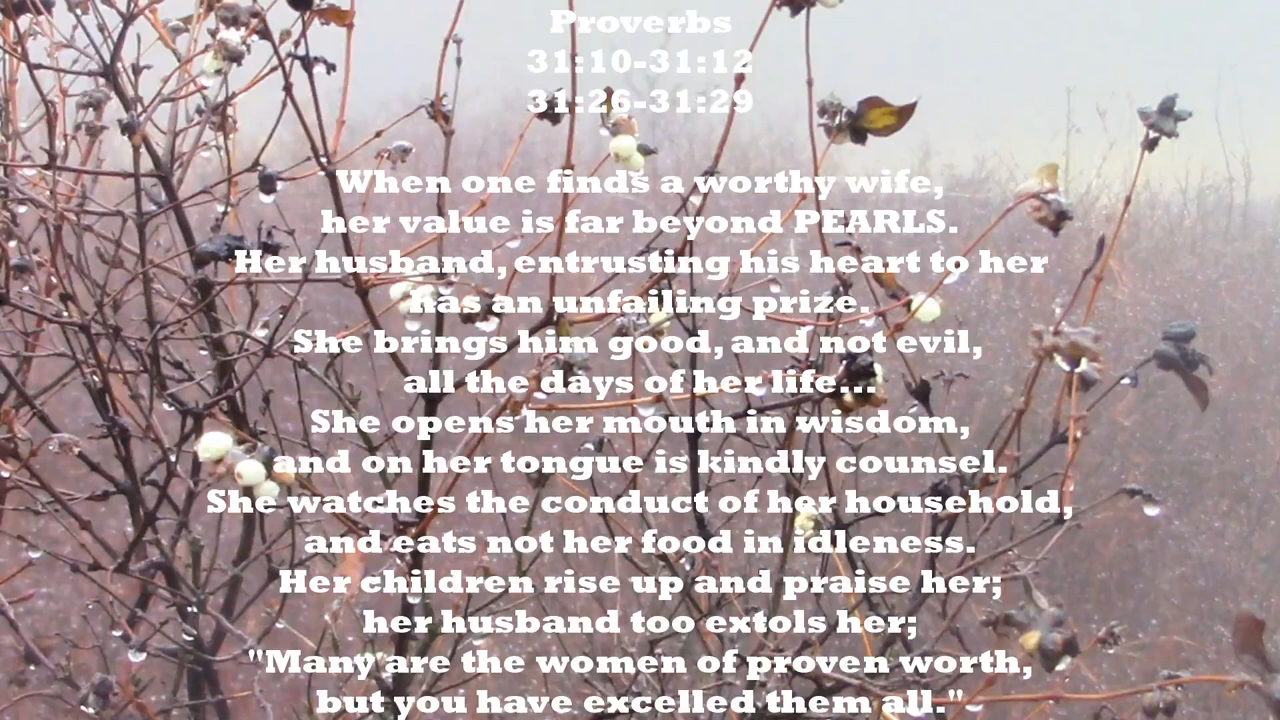 Proverbs
31:10-31:12
31:26-31:29
When one finds a worthy wife,
her value is far beyond PEARLS.
Her husband, entrusting his heart to her
has an unfailing prize.
She brings him good, and not evil,
all the days of her life...
She opens her mouth in wisdom,
and on her tongue is kindly counsel.
She watches the conduct of her household,
and eats not her food in idleness.
Her children rise up and praise her;
her husband too extols her;
"Many are the women of proven worth,
but you have excelled them all."